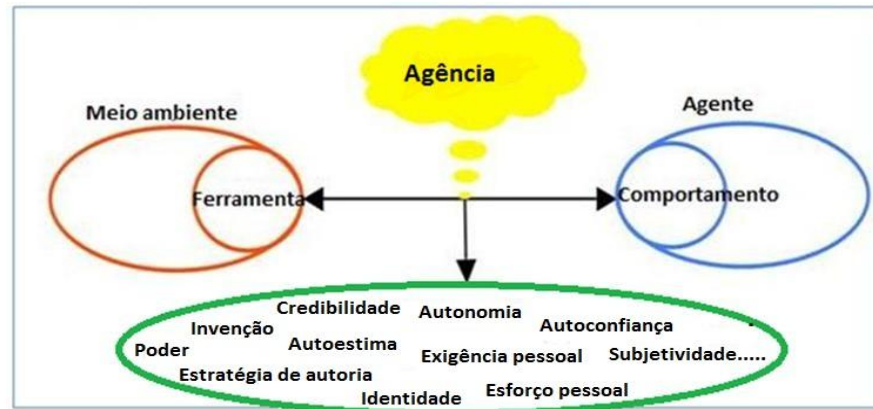 Agência
Meio ambiente
Agente
Ferramenta
Comportamento
Credibilidade
Autonomia
Invenção
Autoconfiança
Poder
Autoestima
Exigência pessoal
Subjetividade.....
Estratégia de autoria
Identidade
Esforço pessoal